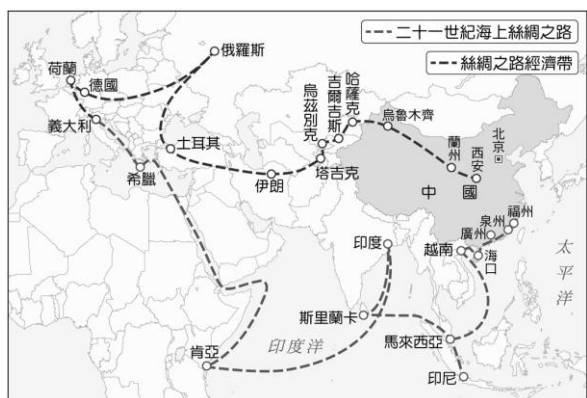 二十一世紀海上絲綢之路
絲綢之路經濟帶
俄羅斯
荷蘭
德國
義大利
希臘
土耳其
伊朗
塔吉克
烏茲別克
吉爾吉斯
哈薩克
烏魯木齊
蘭州
西安
北京
中國
福州
泉州
廣州
海口
越南
印度
斯里蘭卡
馬來西亞
印尼
肯亞
印度洋
太平洋